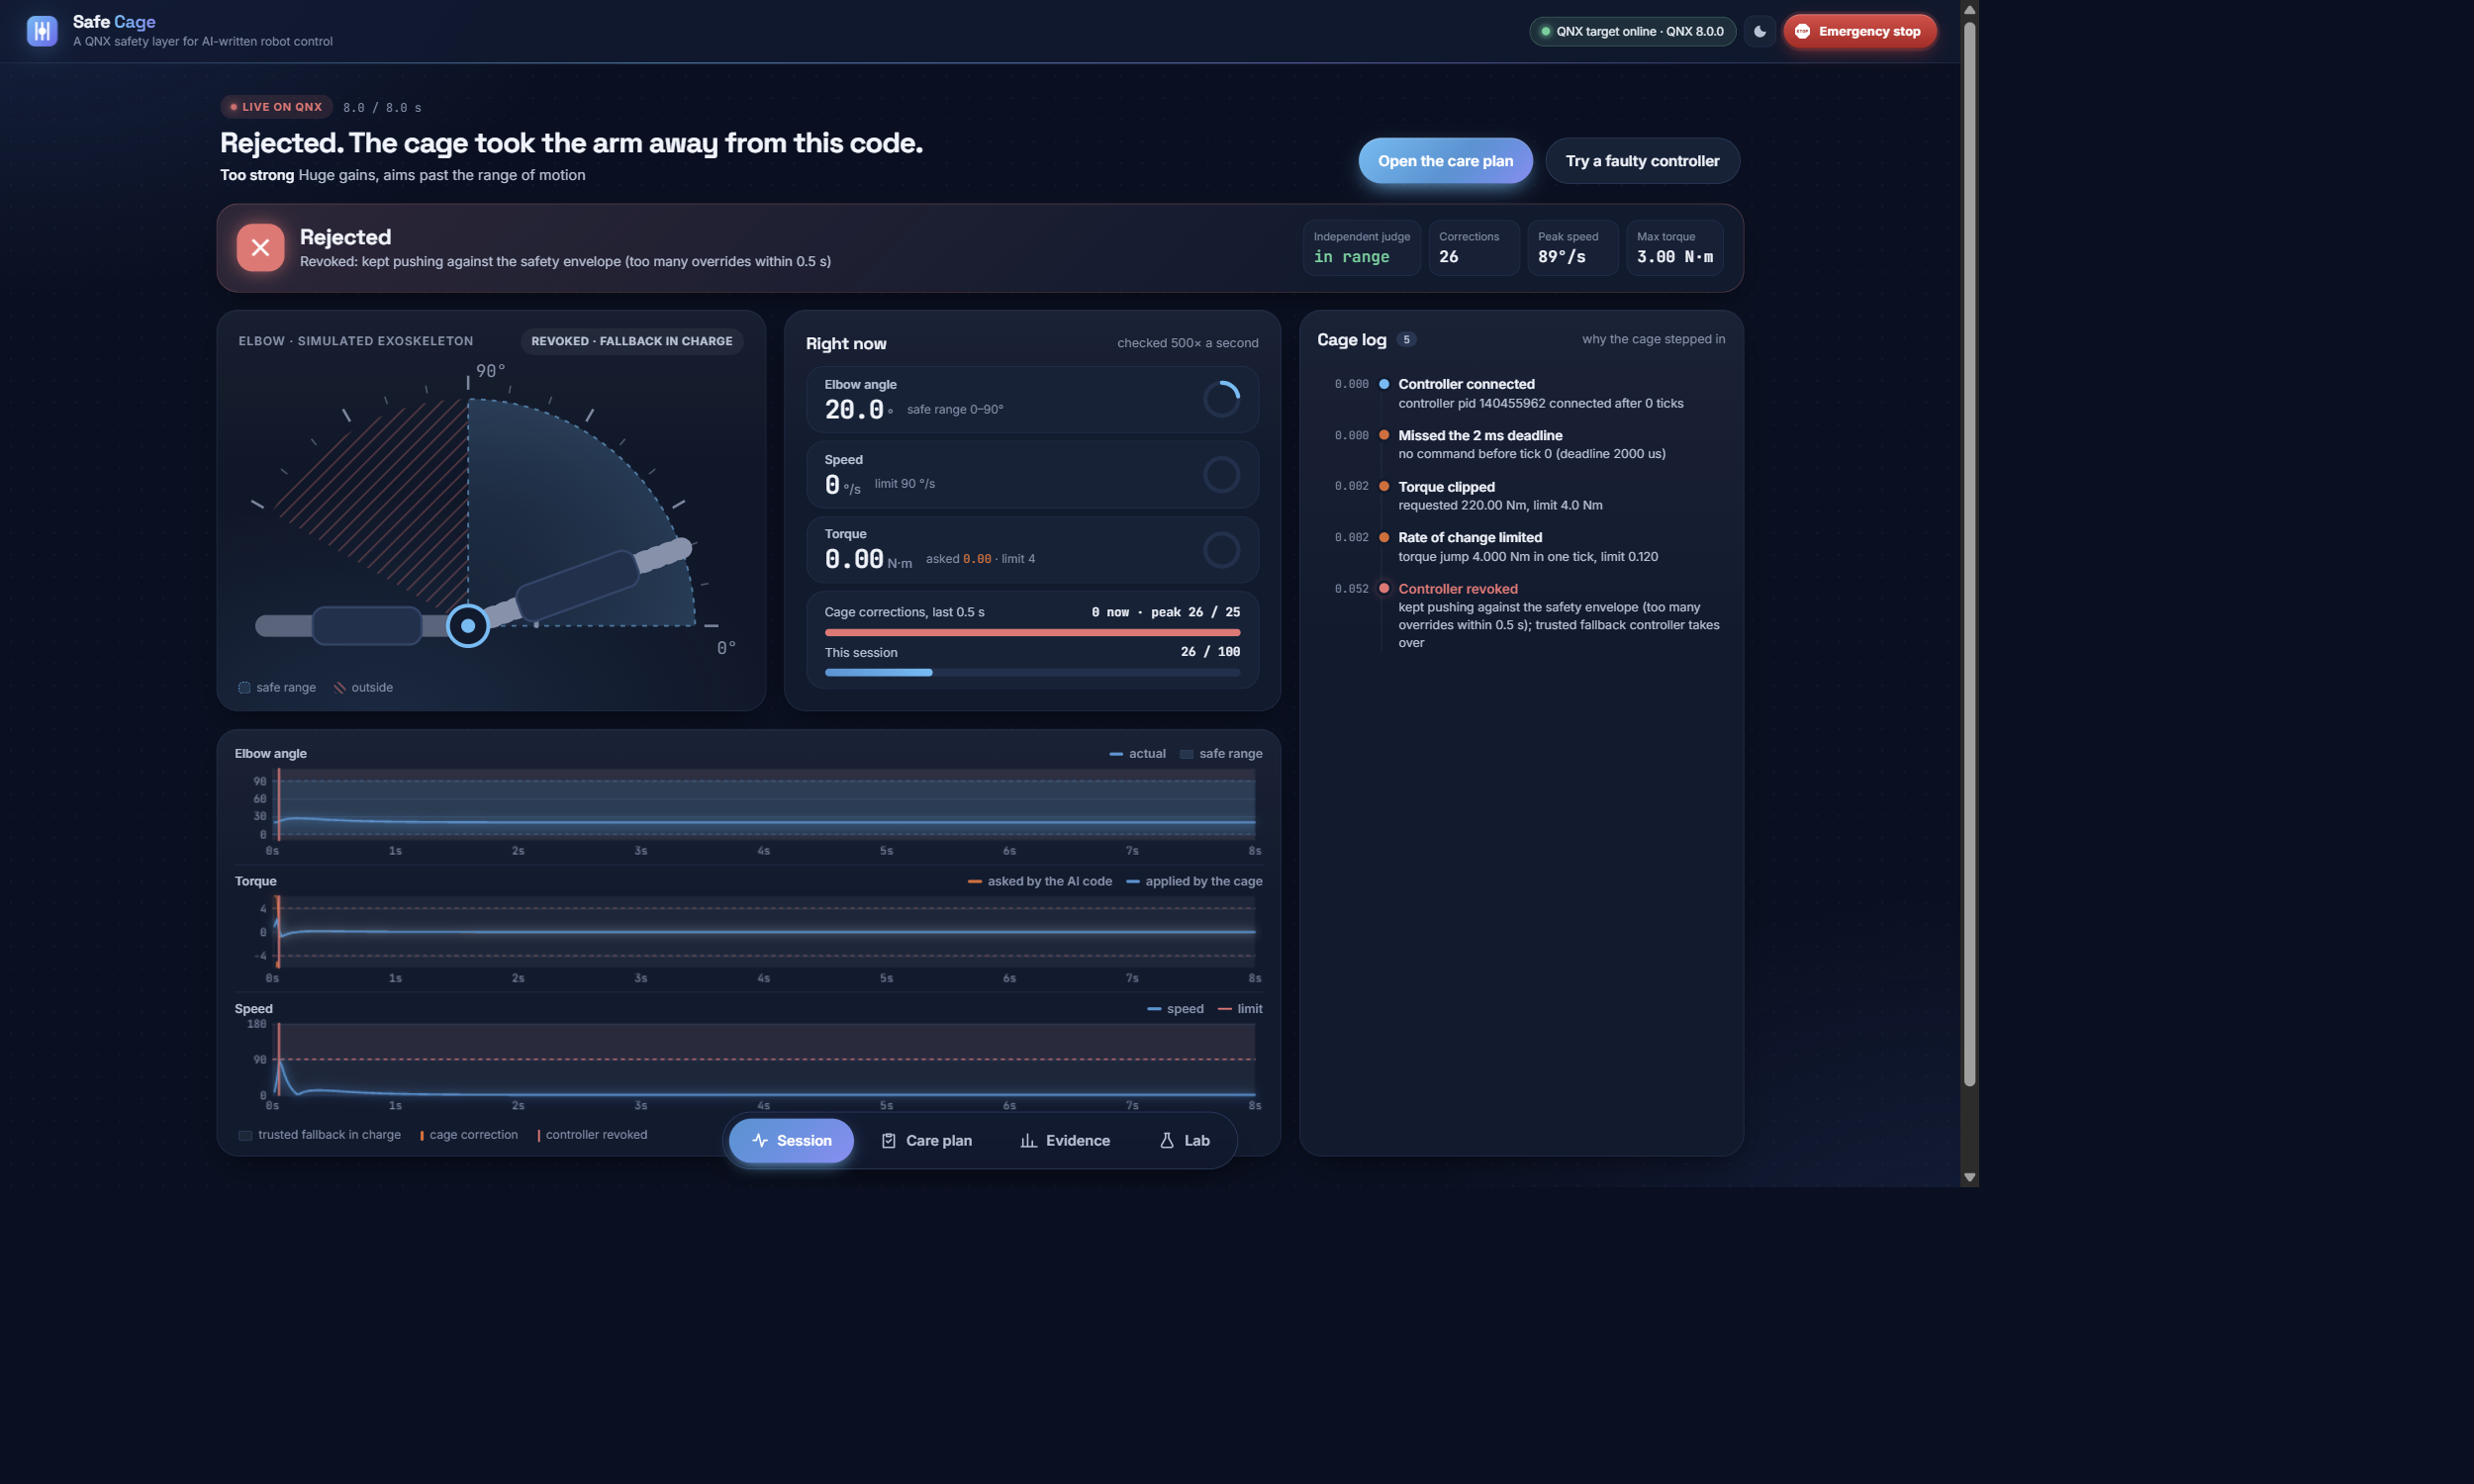 Safe Cage
A QNX safety layer for AI-written robot control
QNX target online · QNX 8.0.0
STOP
Emergency stop
LIVE ON QNX
8.0 / 8.0 s
Rejected. The cage took the arm away from this code.
Too strong Huge gains, aims past the range of motion
Open the care plan
Try a faulty controller
Rejected
Revoked: kept pushing against the safety envelope (too many overrides within 0.5 s)
Independent judge
in range
Corrections
26
Peak speed
89°/s
Max torque
3.00 N·m
ELBOW · SIMULATED EXOSKELETON
REVOKED · FALLBACK IN CHARGE
90°
0°
safe range
outside
Right now
checked 500× a second
Elbow angle
20.0 ° safe range 0–90°
Speed
0 °/s limit 90 °/s
Torque
0.00 N·m asked 0.00 · limit 4
Cage corrections, last 0.5 s
0 now · peak 26 / 25
This session
26 / 100
Cage log 5
why the cage stepped in
0.000 Controller connected
controller pid 140455962 connected after 0 ticks
0.000 Missed the 2 ms deadline
no command before tick 0 (deadline 2000 us)
0.002 Torque clipped
requested 220.00 Nm, limit 4.0 Nm
0.002 Rate of change limited
torque jump 4.000 Nm in one tick, limit 0.120
0.052 Controller revoked
kept pushing against the safety envelope (too many
overrides within 0.5 s); trusted fallback controller takes
over
Elbow angle
actual
safe range
90
60
30
0
0s 1s 2s 3s 4s 5s 6s 7s 8s
Torque
asked by the AI code
applied by the cage
4
0
-4
0s 1s 2s 3s 4s 5s 6s 7s 8s
Speed
speed
limit
180
90
0
0s 1s 2s 3s 4s 5s 6s 7s 8s
trusted fallback in charge
cage correction
controller revoked
Session
Care plan
Evidence
Lab